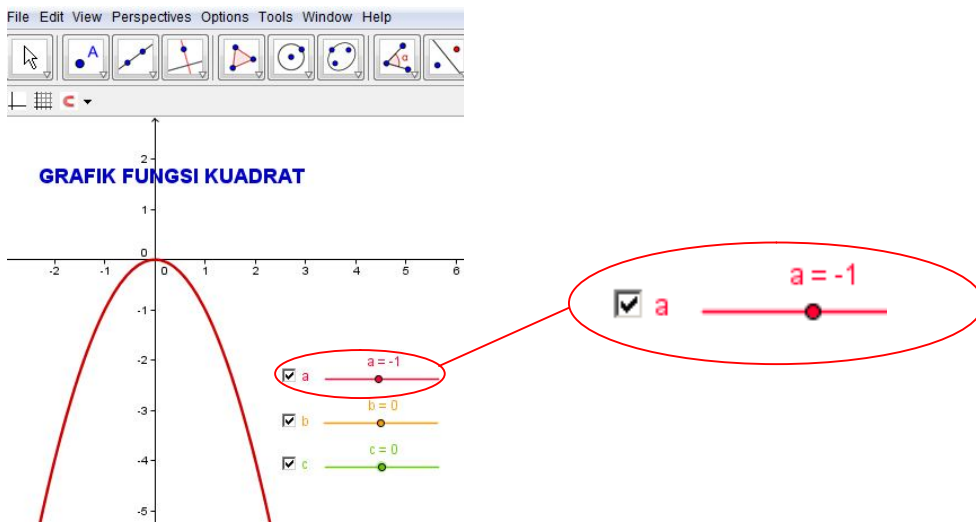 File Edit View Perspectives Options Tools Window Help
A
α
2
GRAFIK FUNGSI KUADRAT
1
0
-2 -1 0 1 2 3 4 5 6
-1
-2
a = -1
a
-3
b = 0
b
-4
c = 0
c
-5
a = -1
a